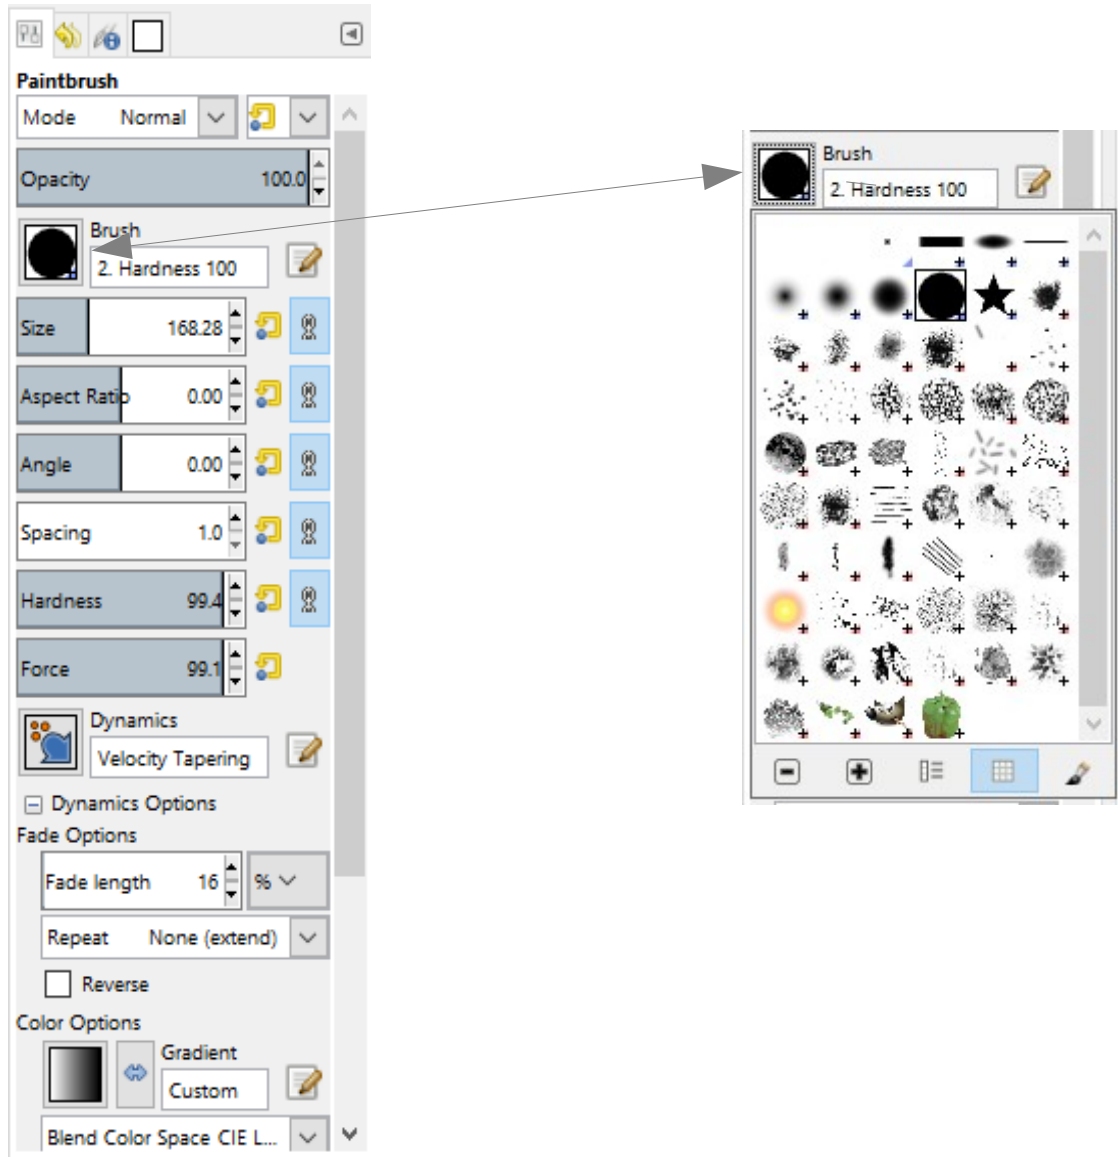 Paintbrush
Mode Normal
Opacity 100.0
Brush
2. Hardness 100
Size 168.28
Aspect Ratio 0.00
Angle 0.00
Spacing 1.0
Hardness 99.4
Force 99.1
Dynamics
Velocity Tapering
Dynamics Options
Fade Options
Fade length 16 %
Repeat None (extend)
Reverse
Color Options
Gradient
Custom
Blend Color Space CIE L...
Brush
2. Hardness 100